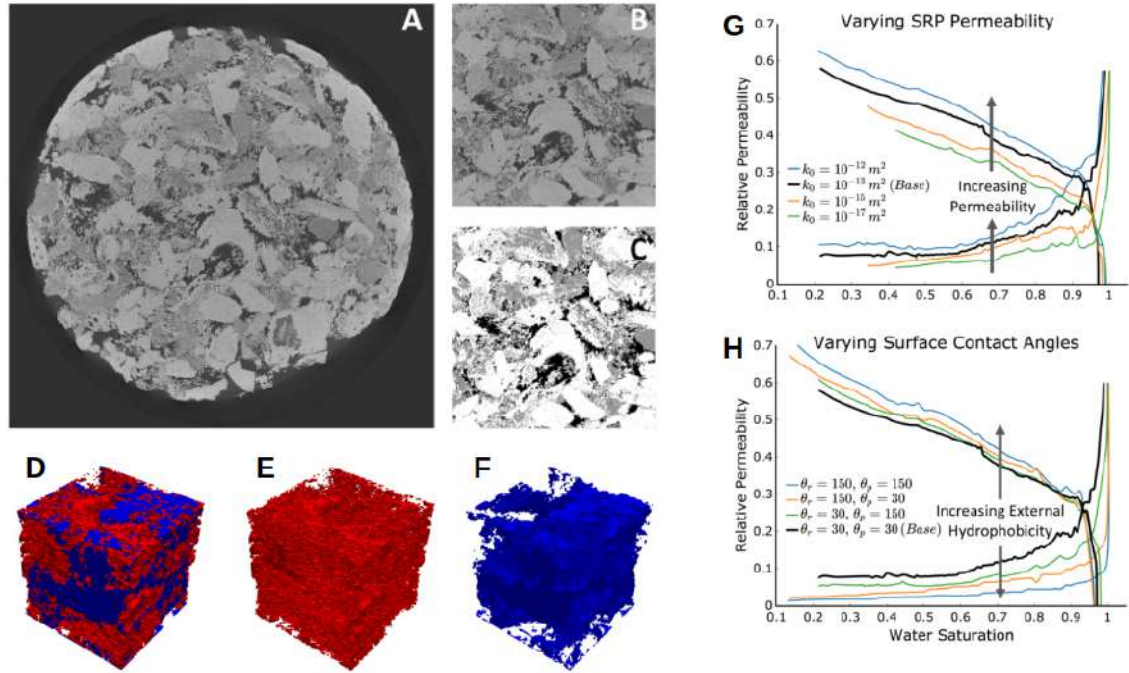 A
B
C
D
E
F
G
Varying SRP Permeability
Relative Permeability
0.7
0.6
0.5
0.4
0.3
0.2
0.1
0
k₀ = 10⁻¹² m²
k₀ = 10⁻¹³ m² (Base)
k₀ = 10⁻¹⁵ m²
k₀ = 10⁻¹⁷ m²
Increasing
Permeability
0.1 0.2 0.3 0.4 0.5 0.6 0.7 0.8 0.9 1
H
Varying Surface Contact Angles
Relative Permeability
0.7
0.6
0.5
0.4
0.3
0.2
0.1
0
θᵣ = 150, θₚ = 150
θᵣ = 150, θₚ = 30
θᵣ = 30, θₚ = 150
θᵣ = 30, θₚ = 30 (Base)
Increasing External
Hydrophobicity
0.1 0.2 0.3 0.4 0.5 0.6 0.7 0.8 0.9 1
Water Saturation